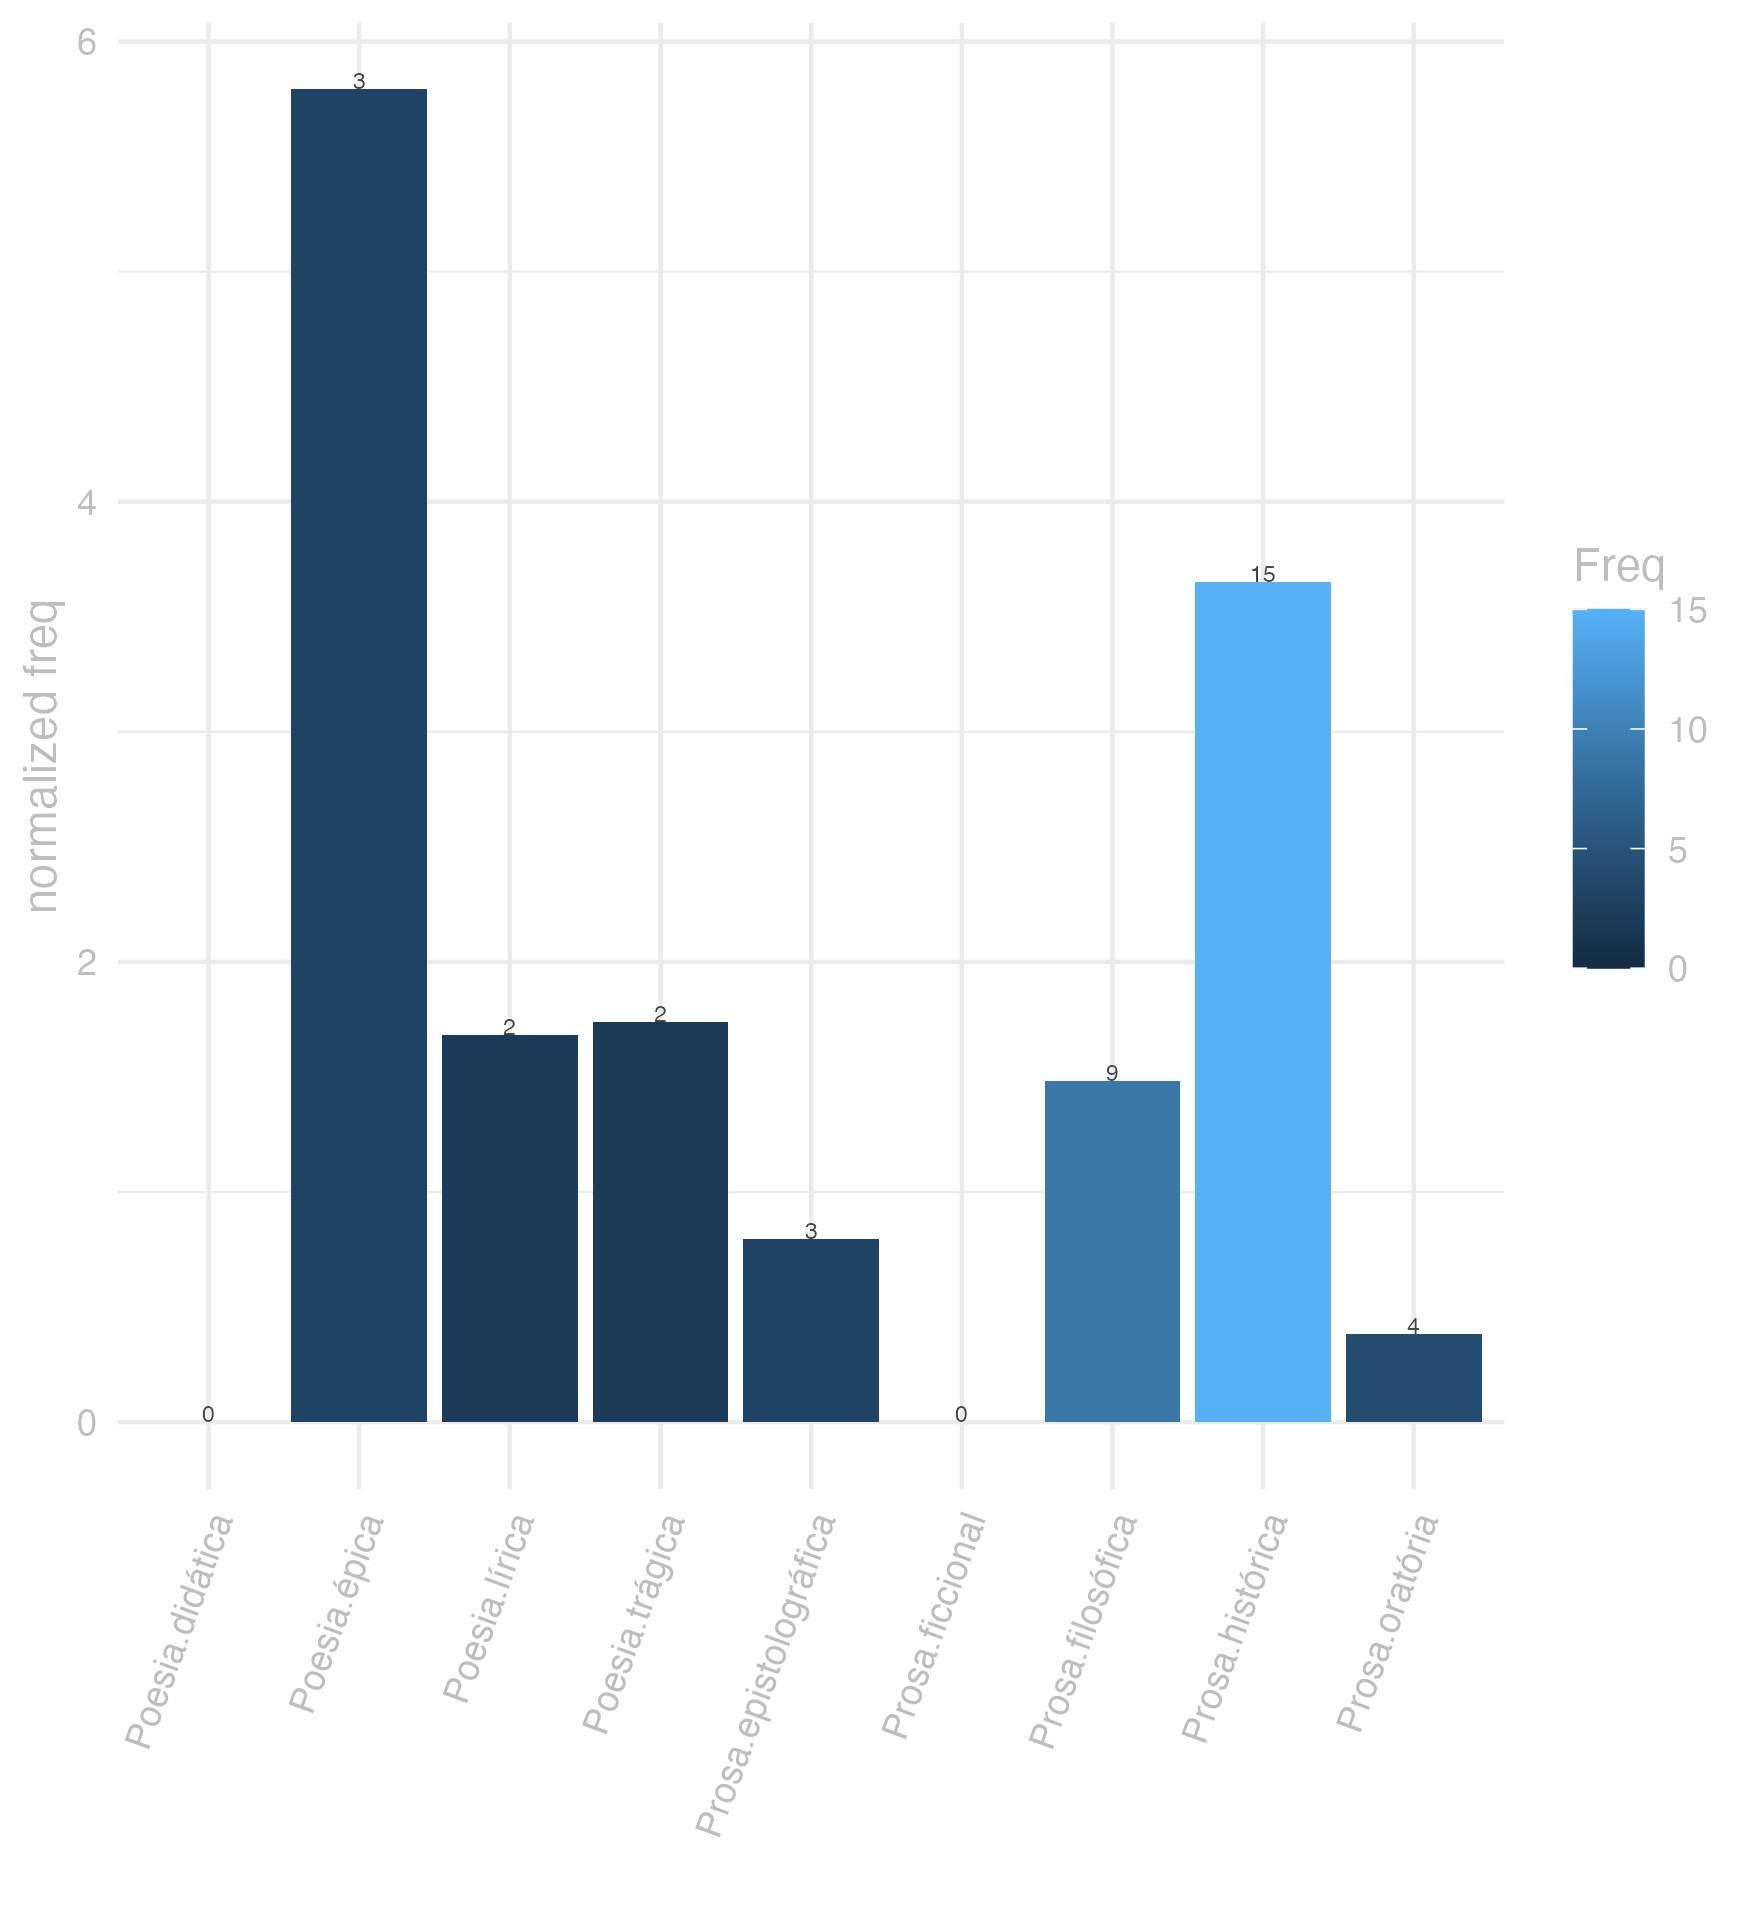 normalized freq
6
4
2
0
0
3
2
2
3
0
9
15
4
Poesia.didática
Poesia.épica
Poesia.lírica
Poesia.trágica
Prosa.epistolográfica
Prosa.ficcional
Prosa.filosófica
Prosa.histórica
Prosa.oratória
Freq
15
10
5
0